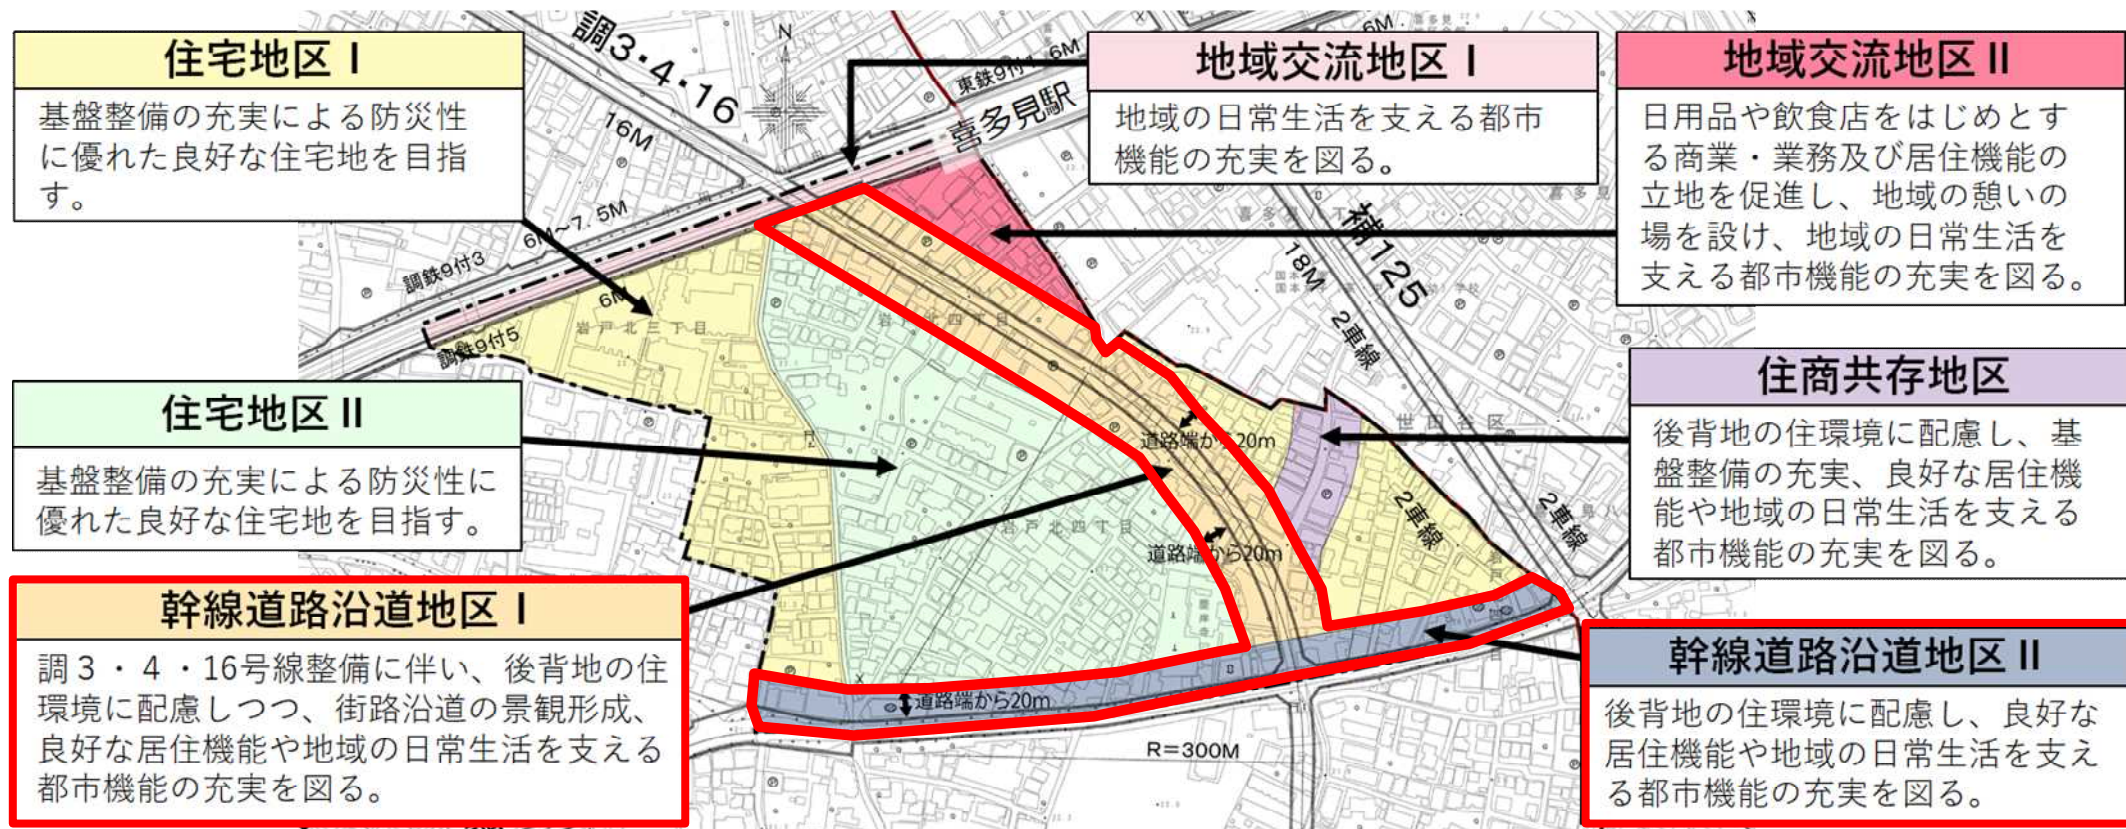 住宅地区Ⅰ
基盤整備の充実による防災性
に優れた良好な住宅地を目指
す。
地域交流地区Ⅰ
地域の日常生活を支える都市
機能の充実を図る。
地域交流地区Ⅱ
日用品や飲食店をはじめとす
る商業・業務及び居住機能の
立地を促進し、地域の憩いの
場を設け、地域の日常生活を
支える都市機能の充実を図る。
住宅地区Ⅱ
基盤整備の充実による防災性に
優れた良好な住宅地を目指す。
住商共存地区
後背地の住環境に配慮し、基
盤整備の充実、良好な居住機
能や地域の日常生活を支える
都市機能の充実を図る。
幹線道路沿道地区Ⅰ
調3・4・16号線整備に伴い、後背地の住
環境に配慮しつつ、街路沿道の景観形成、
良好な居住機能や地域の日常生活を支える
都市機能の充実を図る。
幹線道路沿道地区Ⅱ
後背地の住環境に配慮し、良好な
居住機能や地域の日常生活を支え
る都市機能の充実を図る。
調3・4・16
16M
N
東鉄9付1
6M
6M
喜多見駅
6M~7.5M
調鉄9付3
6M
調鉄9付5
岩戸北三丁目
岩戸北四丁目
岩戸北四丁目
補125
18M
2車線
2車線
2車線
世田谷区
道路端から20m
道路端から20m
道路端から20m
R=300M